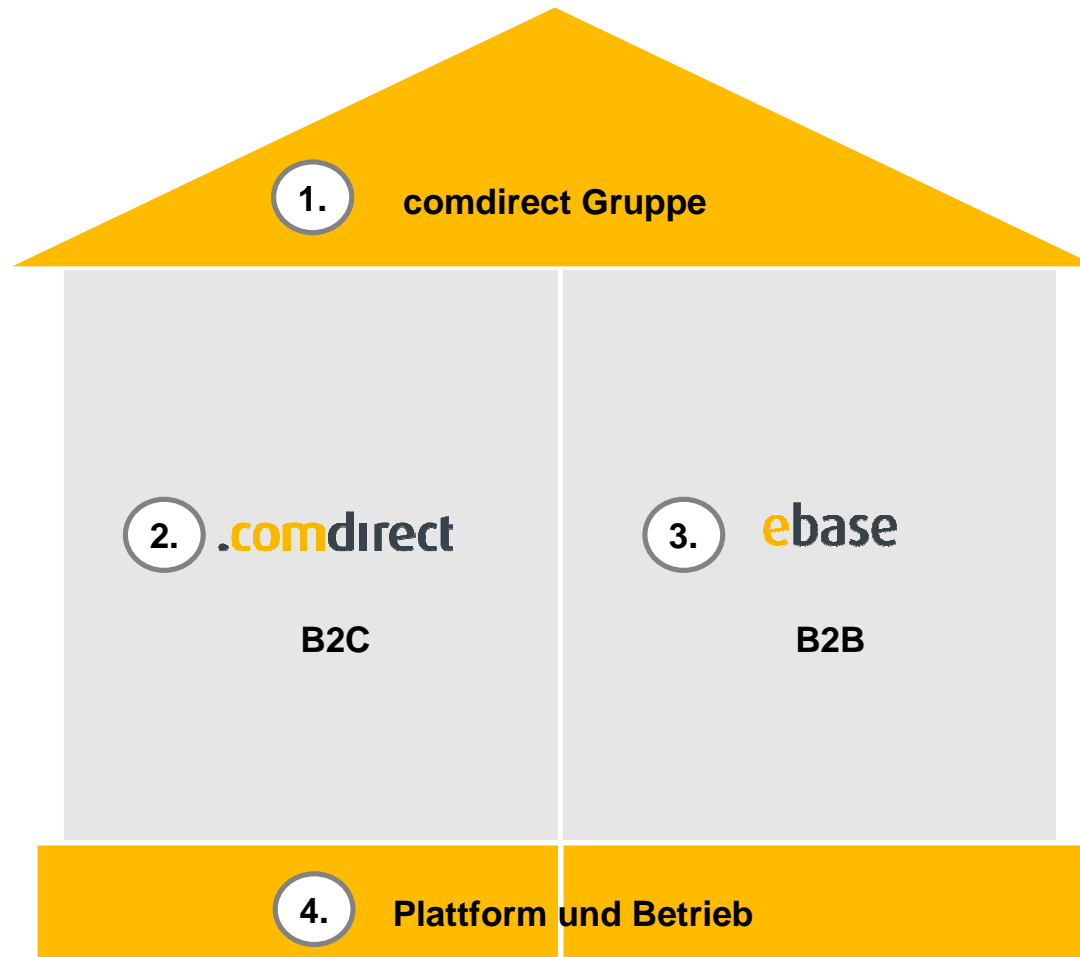 1. comdirect Gruppe
2. .comdirect
3. ebase
B2C
B2B
4. Plattform und Betrieb